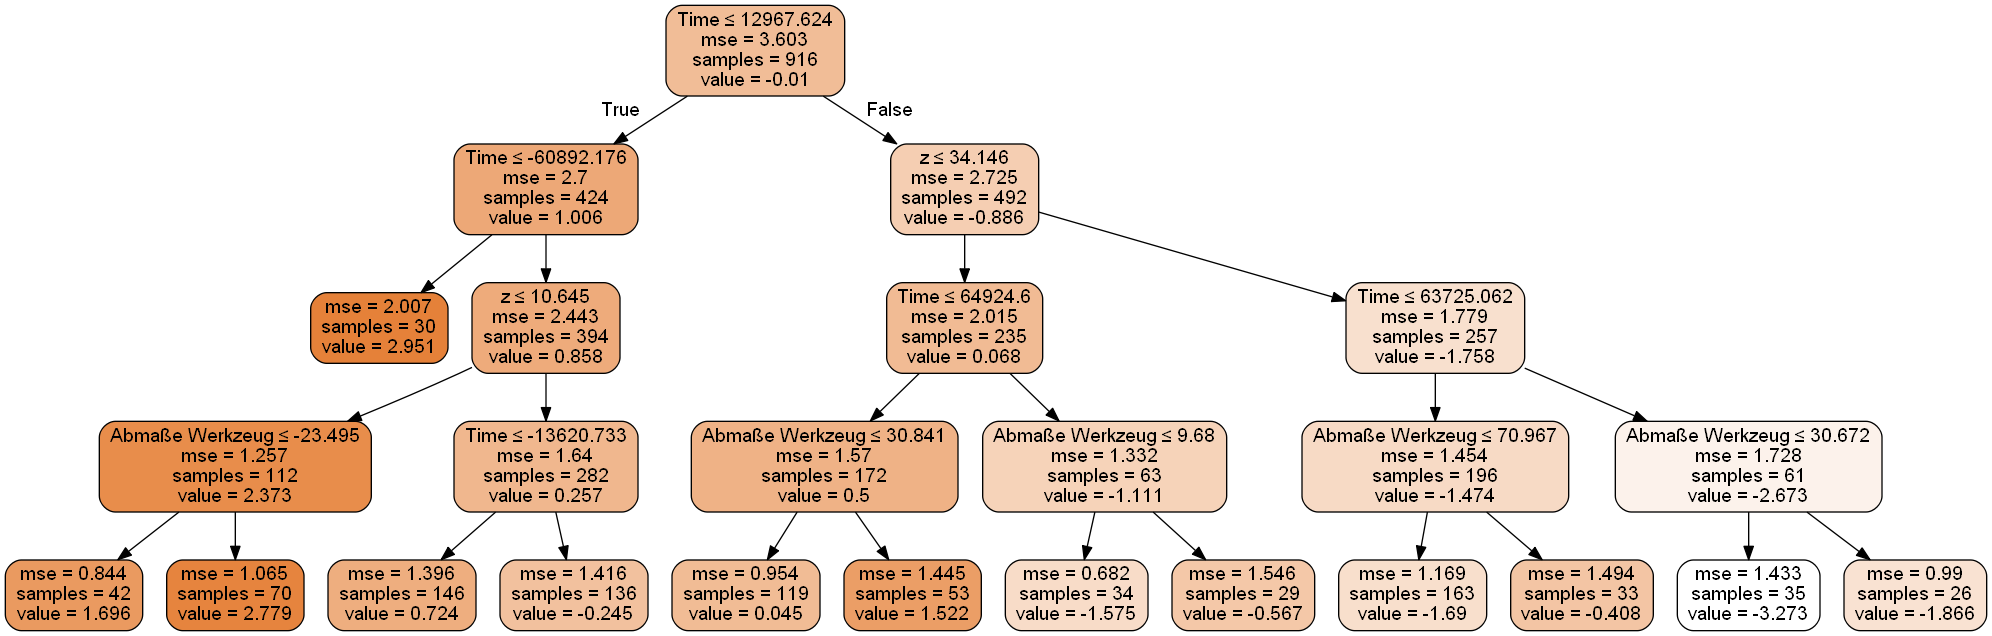 Time ≤ 12967.624
mse = 3.603
samples = 916
value = -0.01
True
False
Time ≤ -60892.176
mse = 2.7
samples = 424
value = 1.006
z ≤ 34.146
mse = 2.725
samples = 492
value = -0.886
mse = 2.007
samples = 30
value = 2.951
z ≤ 10.645
mse = 2.443
samples = 394
value = 0.858
Time ≤ 64924.6
mse = 2.015
samples = 235
value = 0.068
Time ≤ 63725.062
mse = 1.779
samples = 257
value = -1.758
Abmaße Werkzeug ≤ -23.495
mse = 1.257
samples = 112
value = 2.373
Time ≤ -13620.733
mse = 1.64
samples = 282
value = 0.257
Abmaße Werkzeug ≤ 30.841
mse = 1.57
samples = 172
value = 0.5
Abmaße Werkzeug ≤ 9.68
mse = 1.332
samples = 63
value = -1.111
Abmaße Werkzeug ≤ 70.967
mse = 1.454
samples = 196
value = -1.474
Abmaße Werkzeug ≤ 30.672
mse = 1.728
samples = 61
value = -2.673
mse = 0.844
samples = 42
value = 1.696
mse = 1.065
samples = 70
value = 2.779
mse = 1.396
samples = 146
value = 0.724
mse = 1.416
samples = 136
value = -0.245
mse = 0.954
samples = 119
value = 0.045
mse = 1.445
samples = 53
value = 1.522
mse = 0.682
samples = 34
value = -1.575
mse = 1.546
samples = 29
value = -0.567
mse = 1.169
samples = 163
value = -1.69
mse = 1.494
samples = 33
value = -0.408
mse = 1.433
samples = 35
value = -3.273
mse = 0.99
samples = 26
value = -1.866